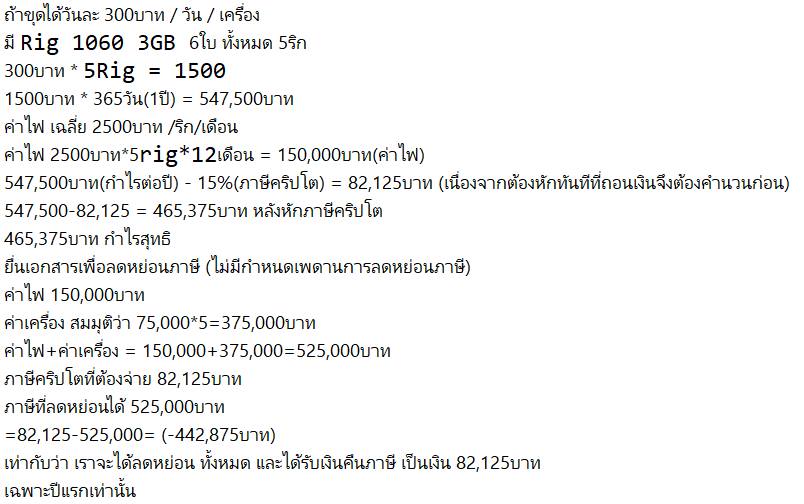 ถ้าขุดได้วันละ 300บาท / วัน / เครื่อง
มี Rig 1060 3GB 6ใบ ทั้งหมด 5ริก
300บาท * 5Rig = 1500
1500บาท * 365วัน(1ปี) = 547,500บาท
ค่าไฟ เฉลี่ย 2500บาท /ริก/เดือน
ค่าไฟ 2500บาท*5rig*12เดือน = 150,000บาท(ค่าไฟ)
547,500บาท(กำไรต่อปี) - 15%(ภาษีคริปโต) = 82,125บาท (เนื่องจากต้องหักทันทีที่ถอนเงินจึงต้องคำนวนก่อน)
547,500-82,125 = 465,375บาท หลังหักภาษีคริปโต
465,375บาท กำไรสุทธิ
ยื่นเอกสารเพื่อลดหย่อนภาษี (ไม่มีกำหนดเพดานการลดหย่อนภาษี)
ค่าไฟ 150,000บาท
ค่าเครื่อง สมมุติว่า 75,000*5=375,000บาท
ค่าไฟ+ค่าเครื่อง = 150,000+375,000=525,000บาท
ภาษีคริปโตที่ต้องจ่าย 82,125บาท
ภาษีที่ลดหย่อนได้ 525,000บาท
=82,125-525,000= (-442,875บาท)
เท่ากับว่า เราจะได้ลดหย่อน ทั้งหมด และได้รับเงินคืนภาษี เป็นเงิน 82,125บาท
เฉพาะปีแรกเท่านั้น